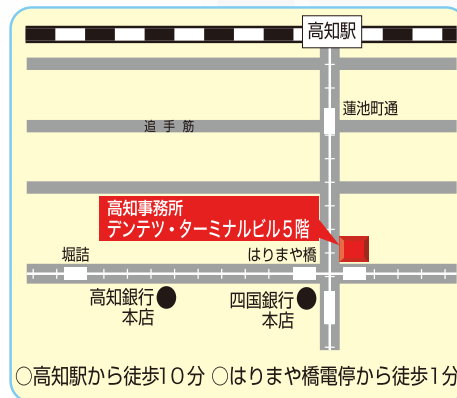 高知駅
蓮池町通
追手筋
高知事務所
デンテツ・ターミナルビル5階
堀詰
はりまや橋
高知銀行
本店
四国銀行
本店
○高知駅から徒歩10分 ○はりまや橋電停から徒歩1分